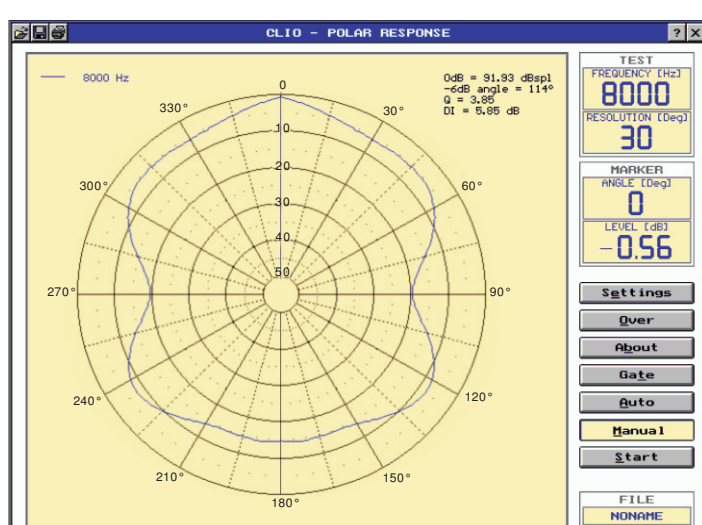 CLIO - POLAR RESPONSE
? X
8000 Hz
0dB = 91.93 dBspl
-6dB angle = 114°
Q = 3.85
DI = 5.85 dB
0
330°
30°
10
300°
60°
20
30
40
50
270°
90°
240°
120°
210°
150°
180°
TEST
FREQUENCY [Hz]
8000
RESOLUTION [Deg]
30
MARKER
ANGLE [Deg]
0
LEVEL [dB]
-0.56
Settings
Over
About
Gate
Auto
Manual
Start
FILE
NONAME